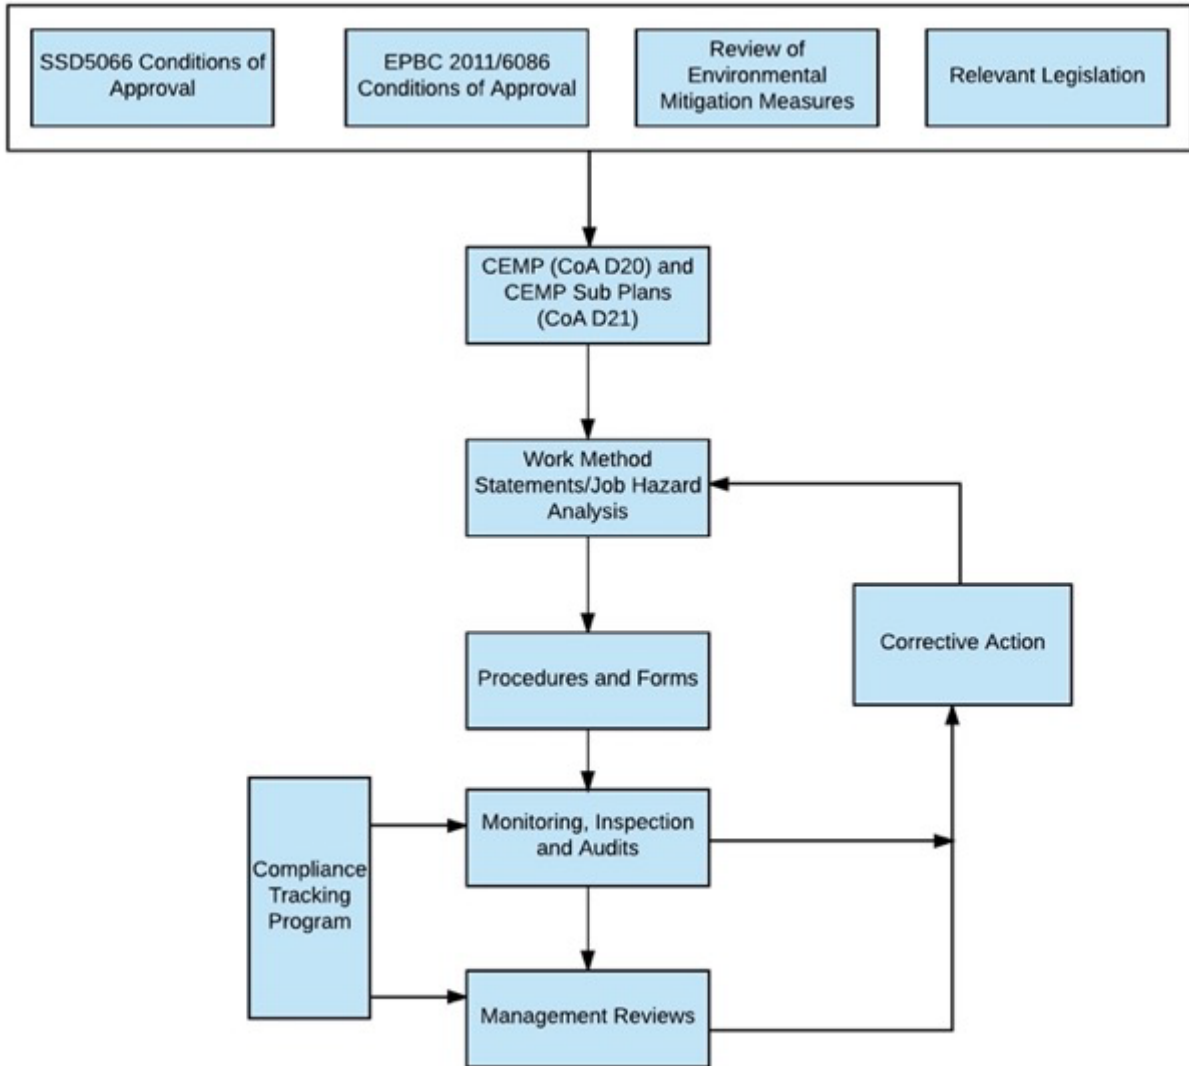 SSD5066 Conditions of
Approval
EPBC 2011/6086
Conditions of Approval
Review of
Environmental
Mitigation Measures
Relevant Legislation
CEMP (CoA D20) and
CEMP Sub Plans
(CoA D21)
Work Method
Statements/Job Hazard
Analysis
Corrective Action
Procedures and Forms
Monitoring, Inspection
and Audits
Compliance
Tracking
Program
Management Reviews